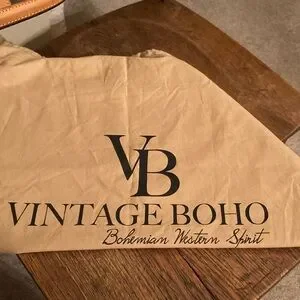 VB
VINTAGE BOHO
Bohemian Western Spirit